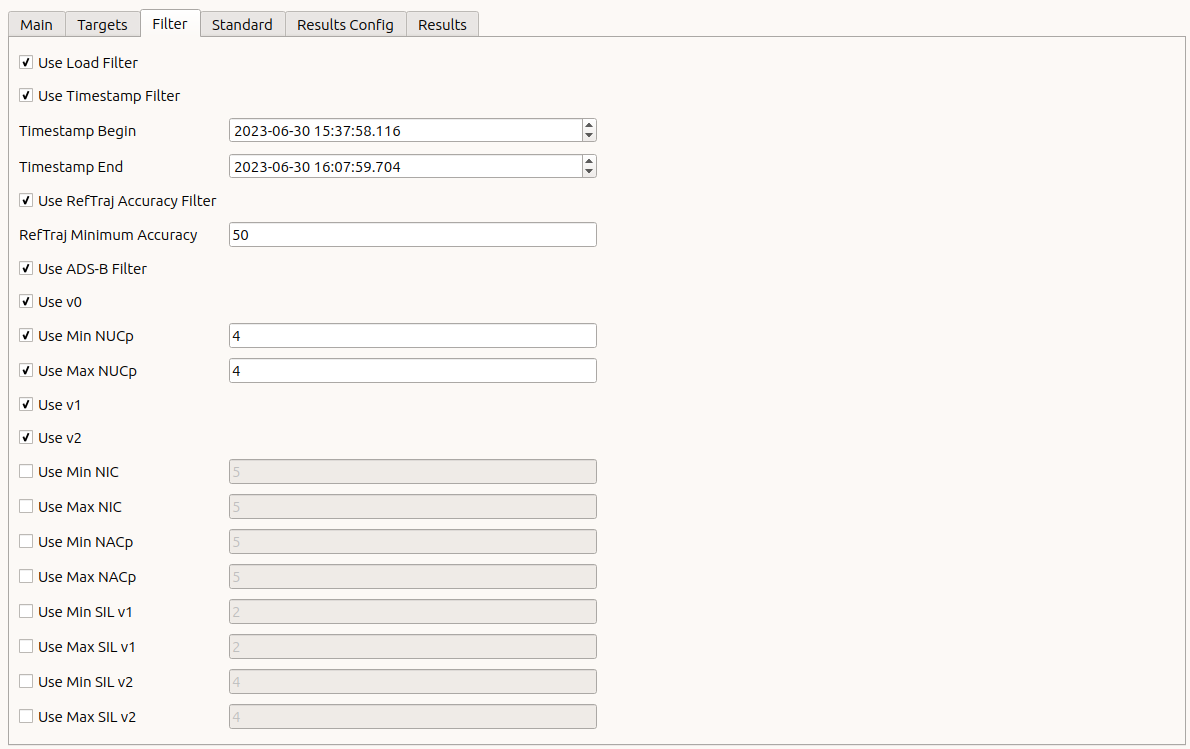 Main Targets Filter Standard Results Config Results
Use Load Filter
Use Timestamp Filter
Timestamp Begin 2023-06-30 15:37:58.116
Timestamp End 2023-06-30 16:07:59.704
Use RefTraj Accuracy Filter
RefTraj Minimum Accuracy 50
Use ADS-B Filter
Use v0
Use Min NUCp 4
Use Max NUCp 4
Use v1
Use v2
Use Min NIC 5
Use Max NIC 5
Use Min NACp 5
Use Max NACp 5
Use Min SIL v1 2
Use Max SIL v1 2
Use Min SIL v2 4
Use Max SIL v2 4